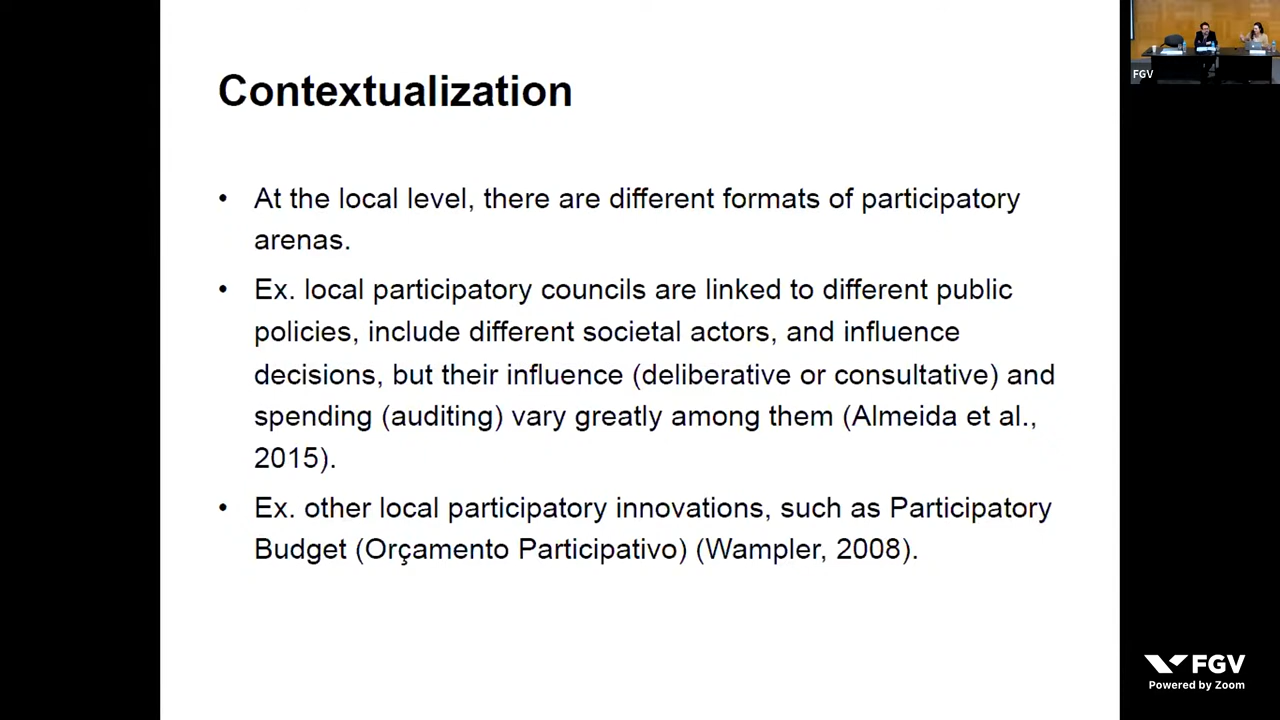 Contextualization
• At the local level, there are different formats of participatory
arenas.
• Ex. local participatory councils are linked to different public
policies, include different societal actors, and influence
decisions, but their influence (deliberative or consultative) and
spending (auditing) vary greatly among them (Almeida et al.,
2015).
• Ex. other local participatory innovations, such as Participatory
Budget (Orçamento Participativo) (Wampler, 2008).
FGV
FGV
Powered by Zoom